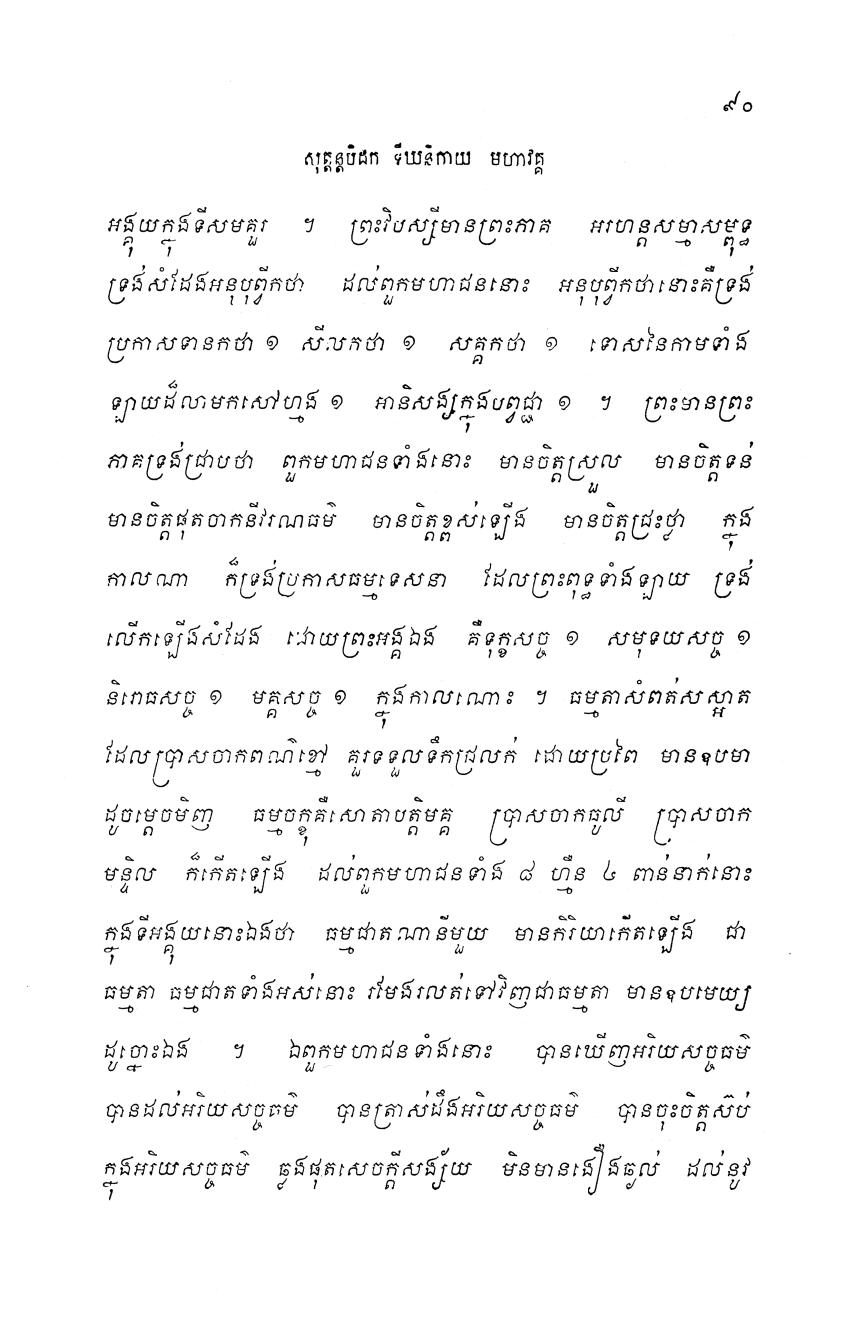 ៩០
សុត្តន្តបិដក ទីឃនិកាយ មហាវគ្គ
អង្គុយក្នុងទីសមគួរ ។ ព្រះវិបស្សីមានព្រះភាគ អរហន្តសម្មាសម្ពុទ្ធ
ទ្រង់សំដែងអនុបុព្វីកថា ដល់ពួកមហាជននោះ អនុបុព្វីកថានោះគឺទ្រង់
ប្រកាសទានកថា ១ សីលកថា ១ សគ្គកថា ១ ទោសនៃកាមទាំង
ឡាយដ៏លាមកសៅហ្មង ១ អានិសង្សក្នុងបព្វជ្ជា ១ ។ ព្រះមានព្រះ
ភាគទ្រង់ជ្រាបថា ពួកមហាជនទាំងនោះ មានចិត្តស្រួល មានចិត្តទន់
មានចិត្តផុតចាកនីវរណធម៌ មានចិត្តខ្ពស់ឡើង មានចិត្តជ្រះថ្លា ក្នុង
កាលណា ក៏ទ្រង់ប្រកាសធម្មទេសនា ដែលព្រះពុទ្ធទាំងឡាយ ទ្រង់
លើកឡើងសំដែង ដោយព្រះអង្គឯង គឺទុក្ខសច្ច ១ សមុទយសច្ច ១
និរោធសច្ច ១ មគ្គសច្ច ១ ក្នុងកាលណោះ ។ ធម្មតាសំពត់សស្អាត
ដែលប្រាសចាកពណ៌ខ្មៅ គួរទទួលទឹកជ្រលក់ ដោយប្រពៃ មានឧបមា
ដូចម្តេចមិញ ធម្មចក្ខុគឺសោតាបត្តិមគ្គ ប្រាសចាកធូលី ប្រាសចាក
មន្ទិល ក៏កើតឡើង ដល់ពួកមហាជនទាំង ៨ ហ្មឺន ៤ ពាន់នាក់នោះ
ក្នុងទីអង្គុយនោះឯងថា ធម្មជាតណានីមួយ មានកិរិយាកើតឡើង ជា
ធម្មតា ធម្មជាតទាំងអស់នោះ រមែងរលត់ទៅវិញជាធម្មតា មានឧបមេយ្យ
ដូច្នោះឯង ។ ឯពួកមហាជនទាំងនោះ បានឃើញអរិយសច្ចធម៌
បានដល់អរិយសច្ចធម៌ បានត្រាស់ដឹងអរិយសច្ចធម៌ បានចុះចិត្តស៊ប់
ក្នុងអរិយសច្ចធម៌ ឆ្លងផុតសេចក្តីសង្ស័យ មិនមានងឿងឆ្ងល់ ដល់នូវ